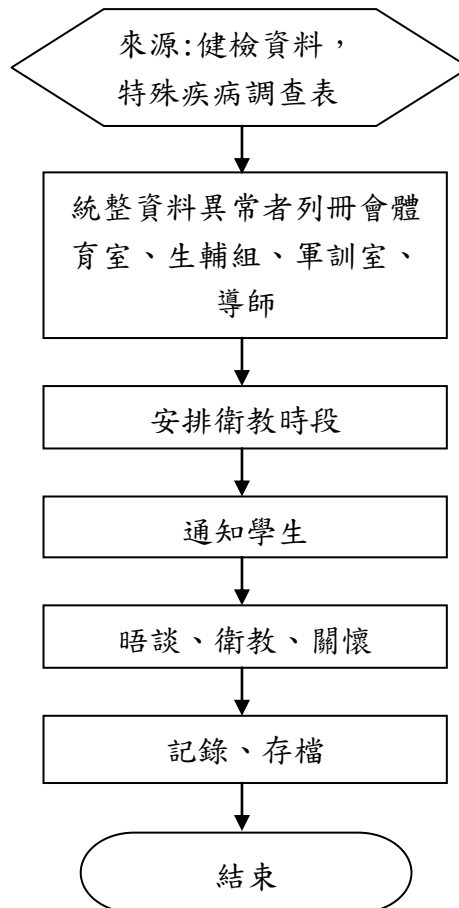 來源:健檢資料，
特殊疾病調查表
統整資料異常者列冊會體
育室、生輔組、軍訓室、
導師
安排衛教時段
通知學生
晤談、衛教、關懷
記錄、存檔
結束